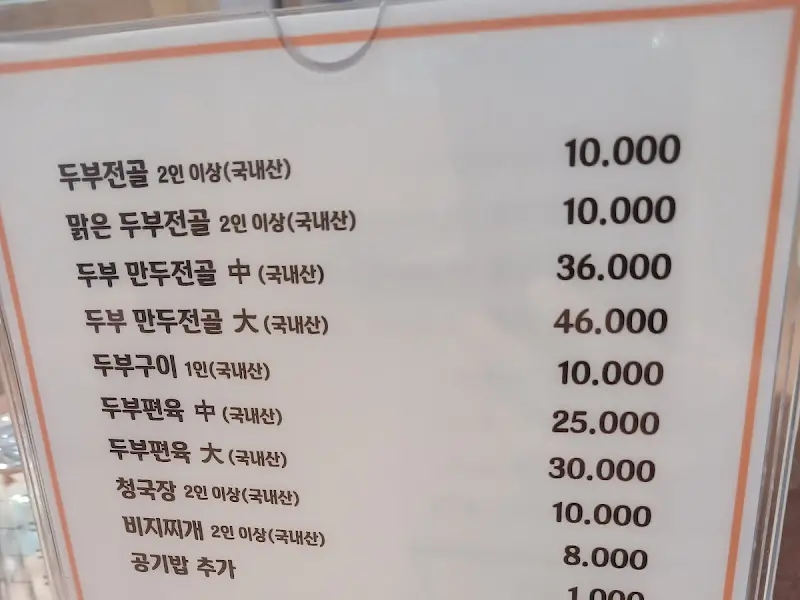 두부전골 2인 이상(국내산) 10.000
맑은 두부전골 2인 이상(국내산) 10.000
두부 만두전골 中 (국내산) 36.000
두부 만두전골 大 (국내산) 46.000
두부구이 1인(국내산) 10.000
두부편육 中 (국내산) 25.000
두부편육 大 (국내산) 30.000
청국장 2인 이상(국내산) 10.000
비지찌개 2인 이상(국내산) 8.000
공기밥 추가 1.000